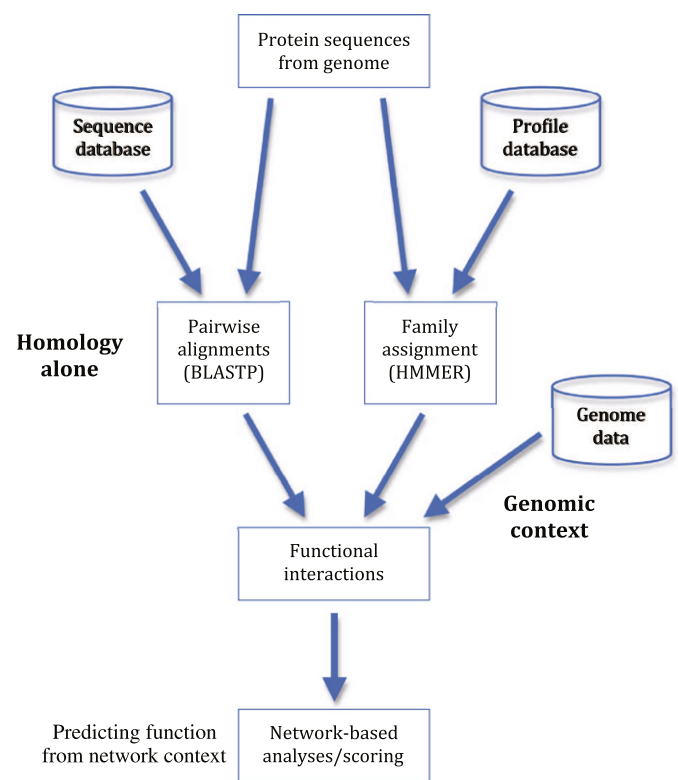 Protein sequences
from genome
Sequence
database
Profile
database
Homology
alone
Pairwise
alignments
(BLASTP)
Family
assignment
(HMMER)
Genome
data
Genomic
context
Functional
interactions
Predicting function
from network context
Network-based
analyses/scoring